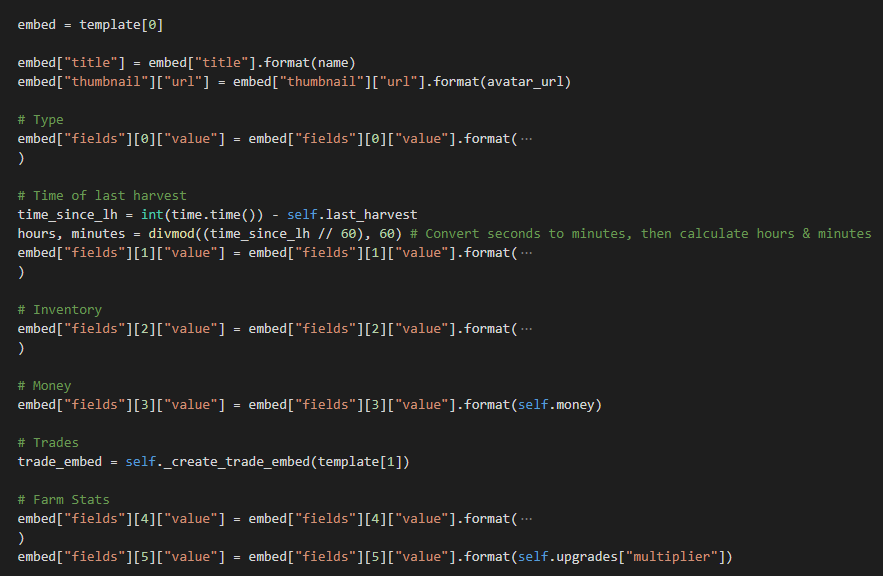 embed = template[0]
embed["title"] = embed["title"].format(name)
embed["thumbnail"]["url"] = embed["thumbnail"]["url"].format(avatar_url)
# Type
embed["fields"][0]["value"] = embed["fields"][0]["value"].format(⋯
)
# Time of last harvest
time_since_lh = int(time.time()) - self.last_harvest
hours, minutes = divmod((time_since_lh // 60), 60) # Convert seconds to minutes, then calculate hours & minutes
embed["fields"][1]["value"] = embed["fields"][1]["value"].format(⋯
)
# Inventory
embed["fields"][2]["value"] = embed["fields"][2]["value"].format(⋯
)
# Money
embed["fields"][3]["value"] = embed["fields"][3]["value"].format(self.money)
# Trades
trade_embed = self._create_trade_embed(template[1])
# Farm Stats
embed["fields"][4]["value"] = embed["fields"][4]["value"].format(⋯
)
embed["fields"][5]["value"] = embed["fields"][5]["value"].format(self.upgrades["multiplier"])